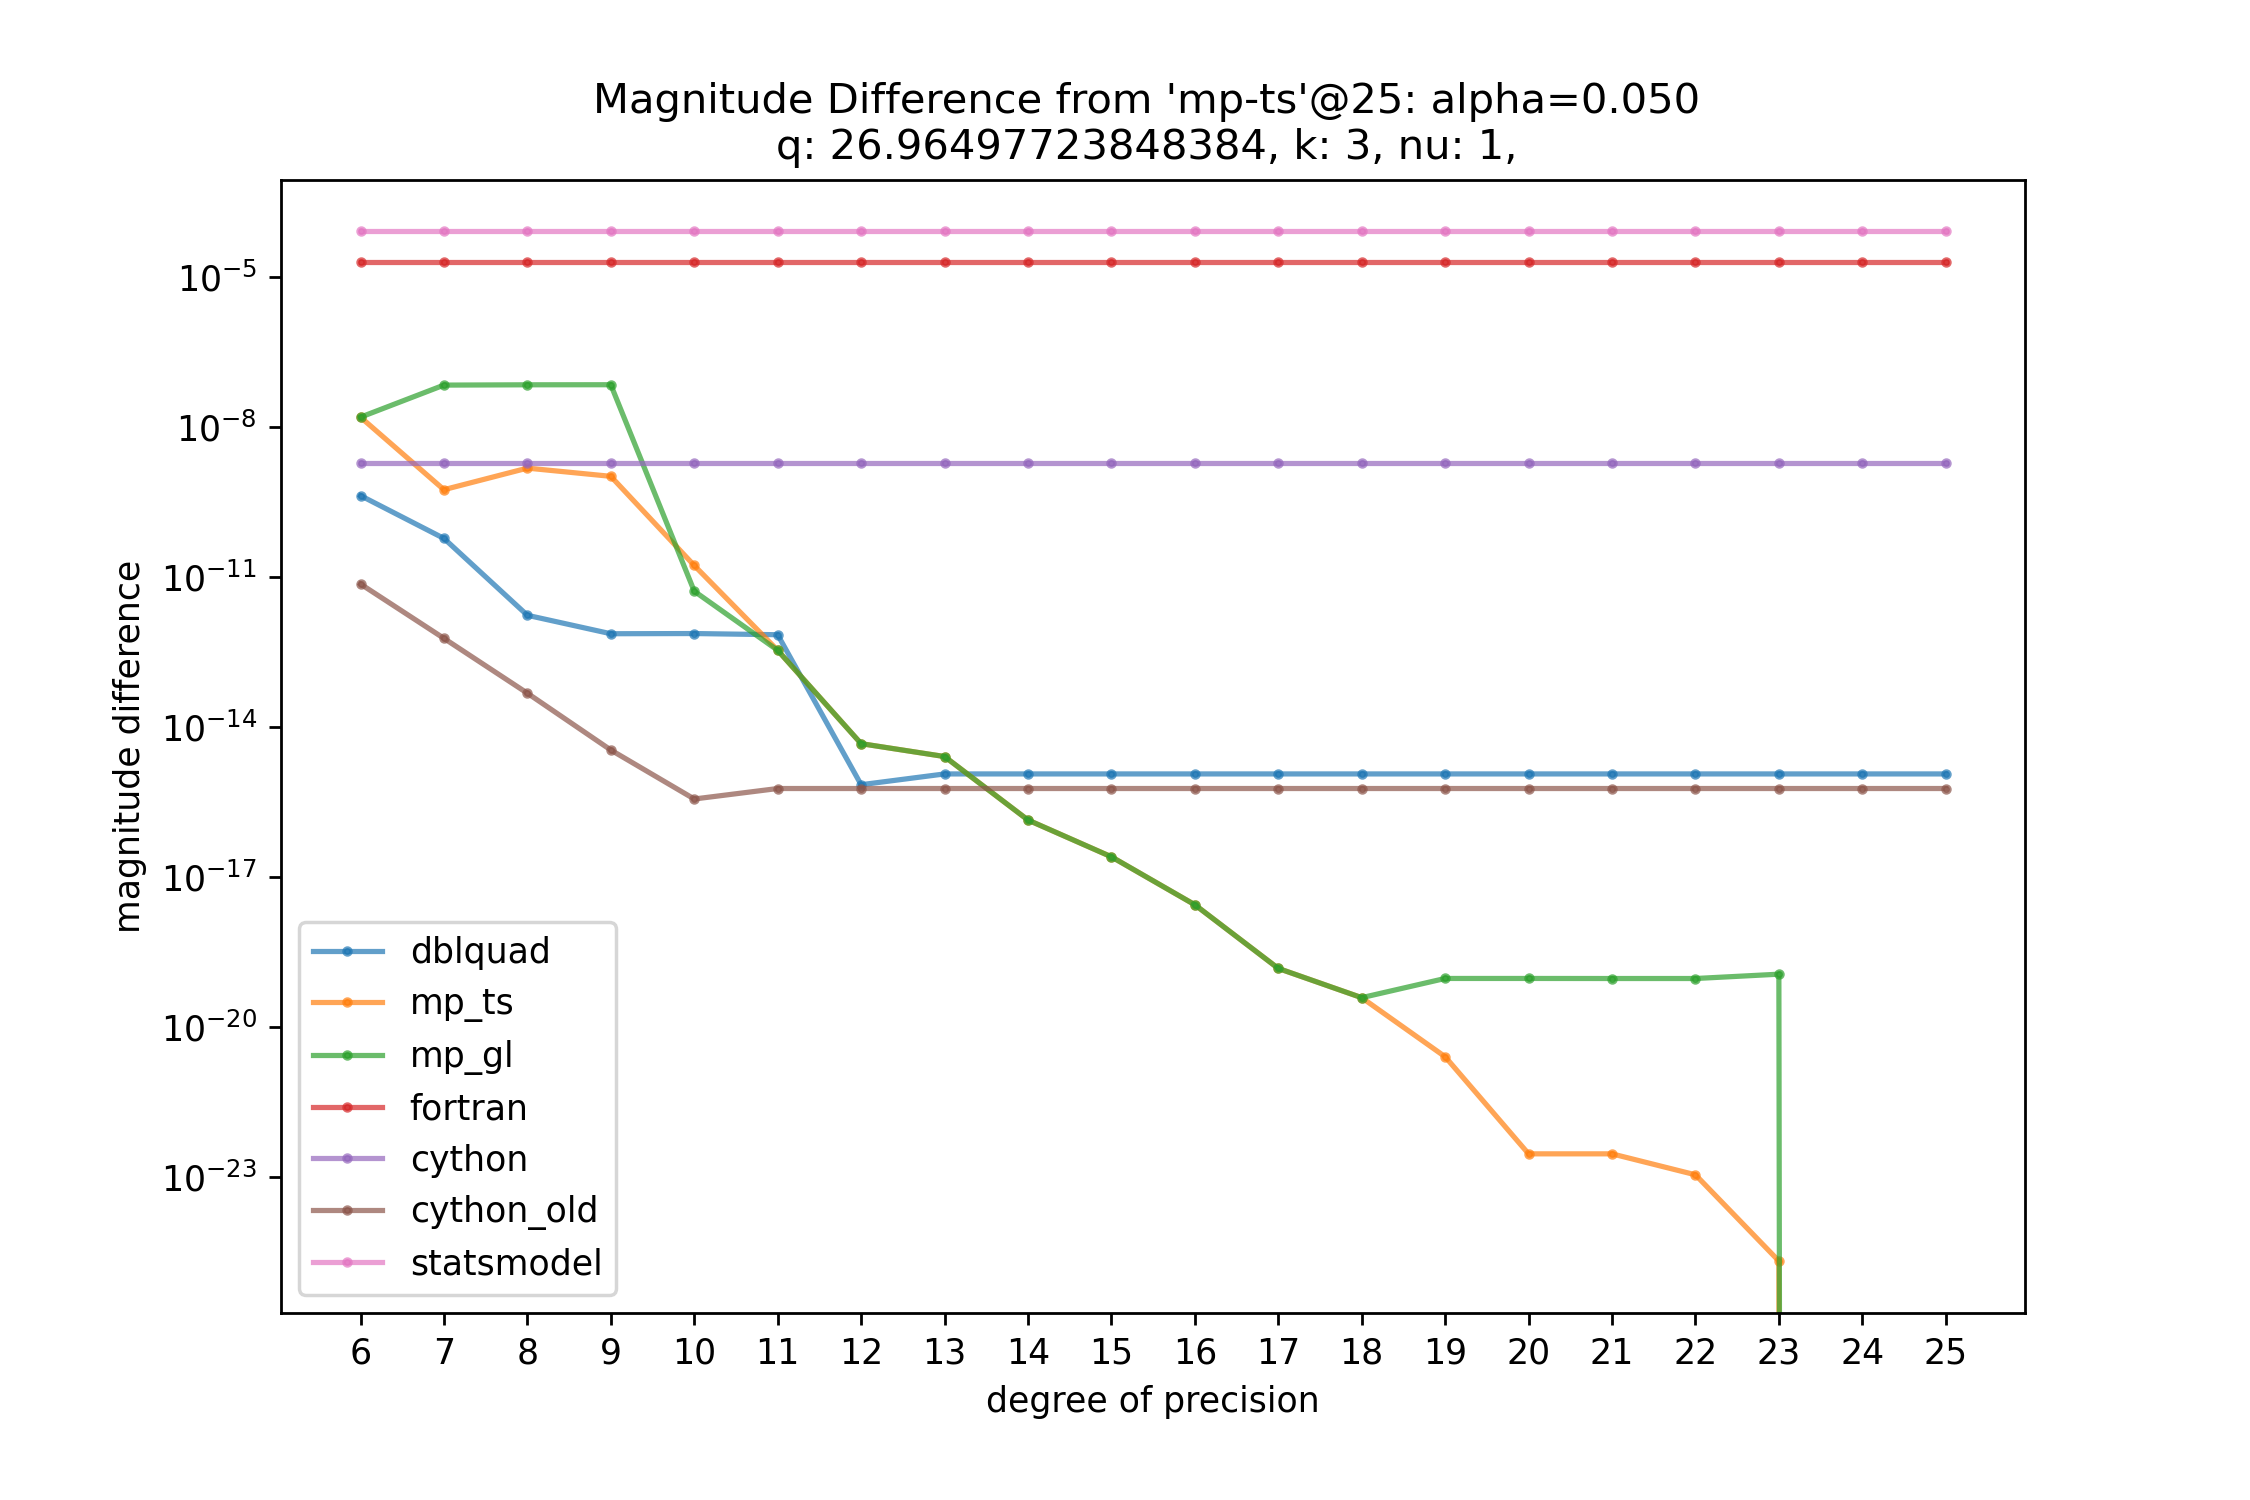 Magnitude Difference from 'mp-ts'@25: alpha=0.050
q: 26.96497723848384, k: 3, nu: 1,
magnitude difference
10⁻⁵
10⁻⁸
10⁻¹¹
10⁻¹⁴
10⁻¹⁷
10⁻²⁰
10⁻²³
dblquad
mp_ts
mp_gl
fortran
cython
cython_old
statsmodel
6 7 8 9 10 11 12 13 14 15 16 17 18 19 20 21 22 23 24 25
degree of precision